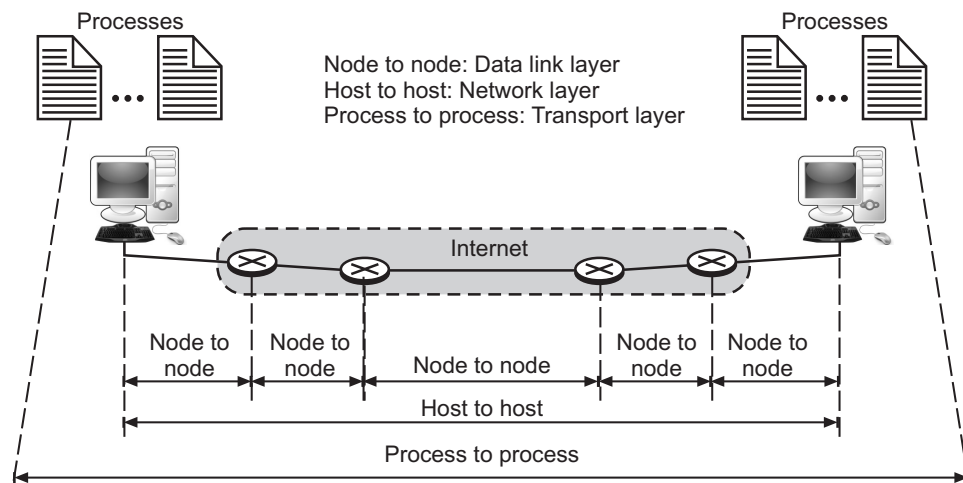 Processes
Processes
Node to node: Data link layer
Host to host: Network layer
Process to process: Transport layer
Internet
Node to
node
Node to
node
Node to node
Node to
node
Node to
node
Host to host
Process to process